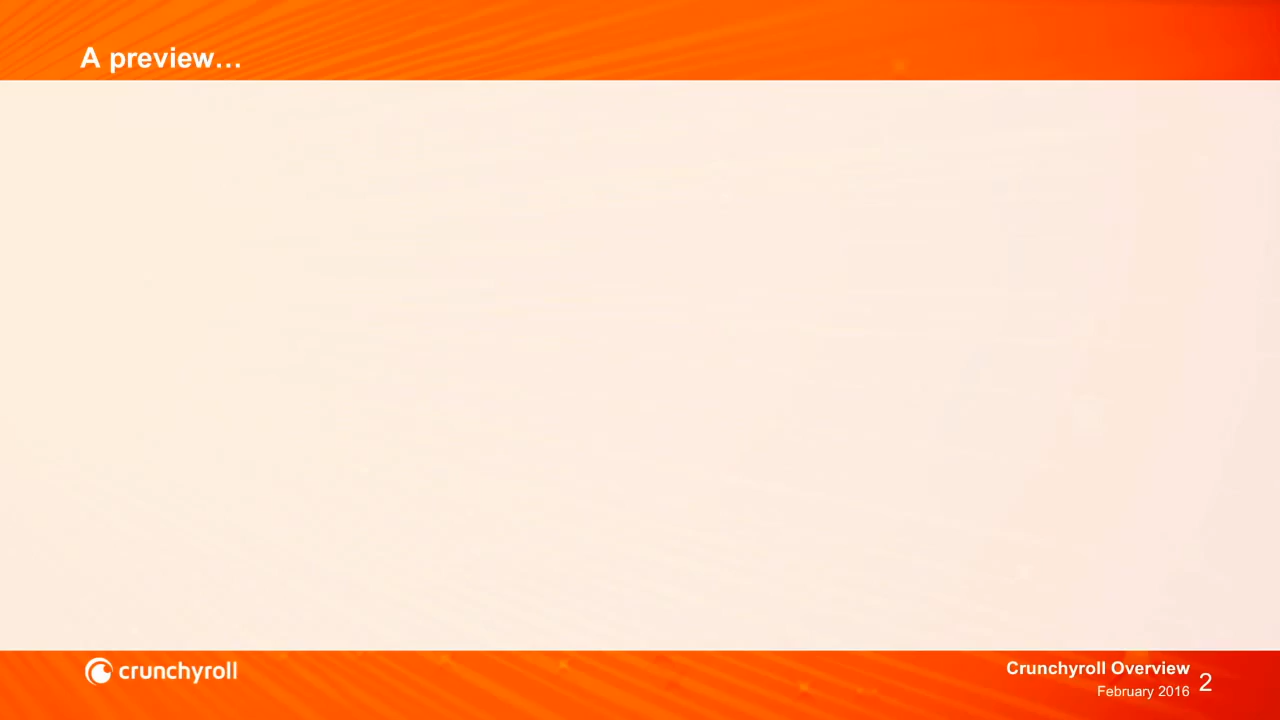 A preview…
crunchyroll
Crunchyroll Overview
February 2016
2